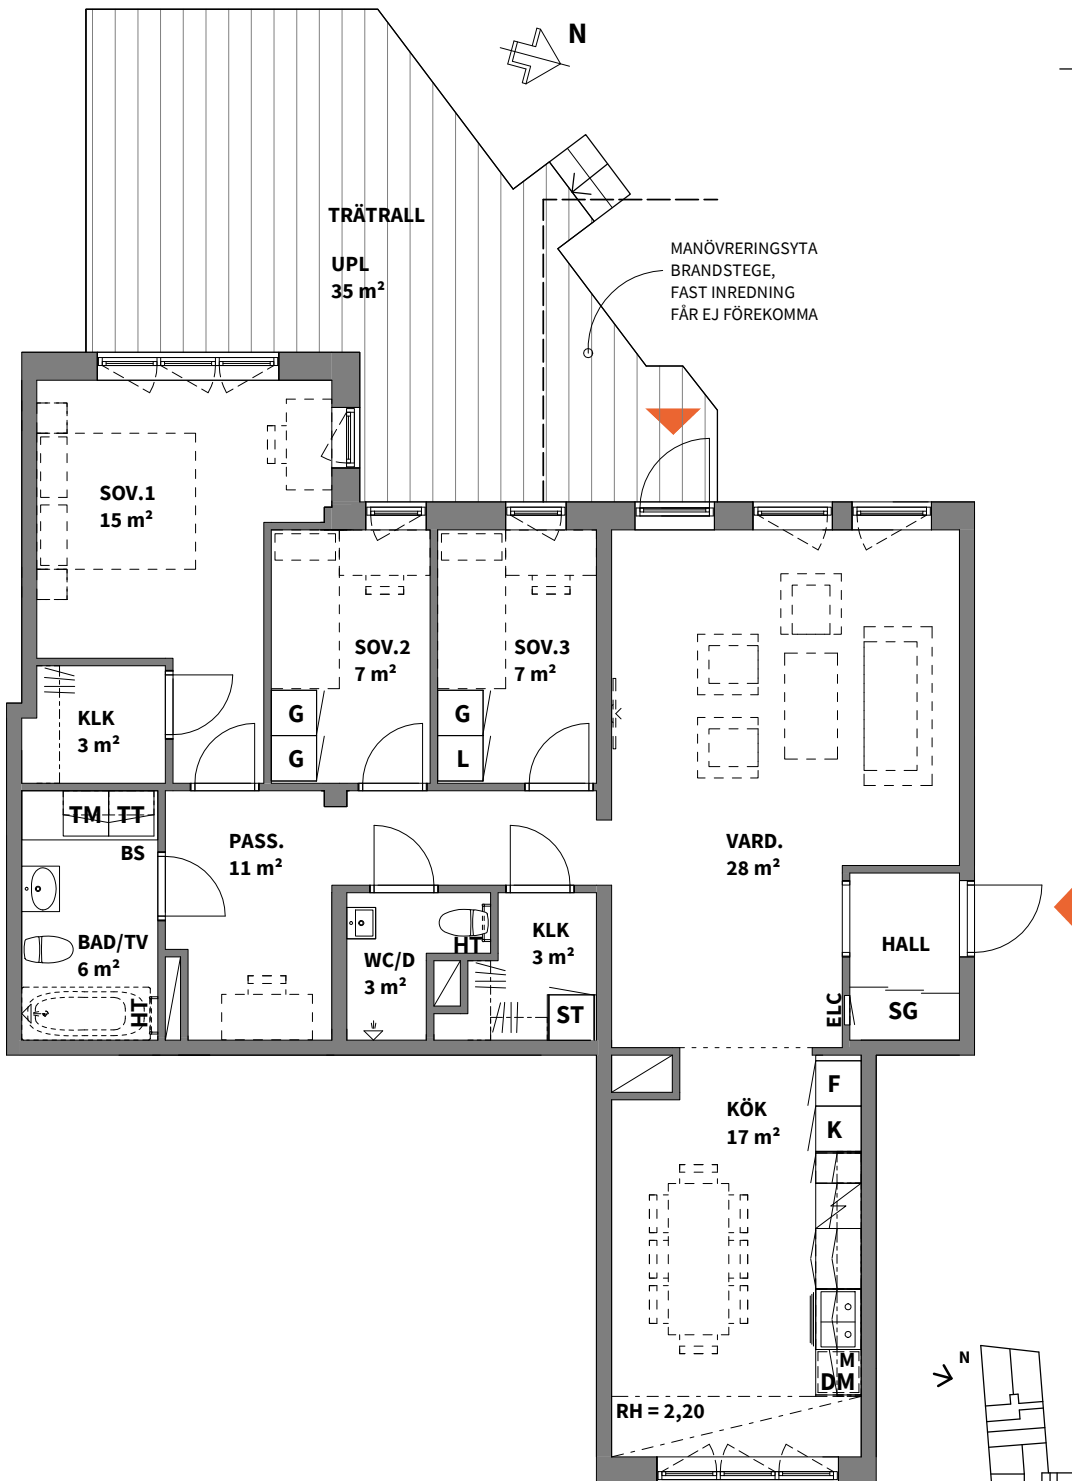 N
TRÄTRALL
UPL
35 m²
MANÖVRERINGSYTA
BRANDSTEGE,
FAST INREDNING
FÅR EJ FÖREKOMMA
SOV.1
15 m²
SOV.2
7 m²
SOV.3
7 m²
KLK
3 m²
G
G
G
L
TM TT
BS
PASS.
11 m²
VARD.
28 m²
BAD/TV
6 m²
HT
WC/D
3 m²
HT
KLK
3 m²
ST
HALL
ELC
SG
F
K
KÖK
17 m²
M
DM
RH = 2,20
N